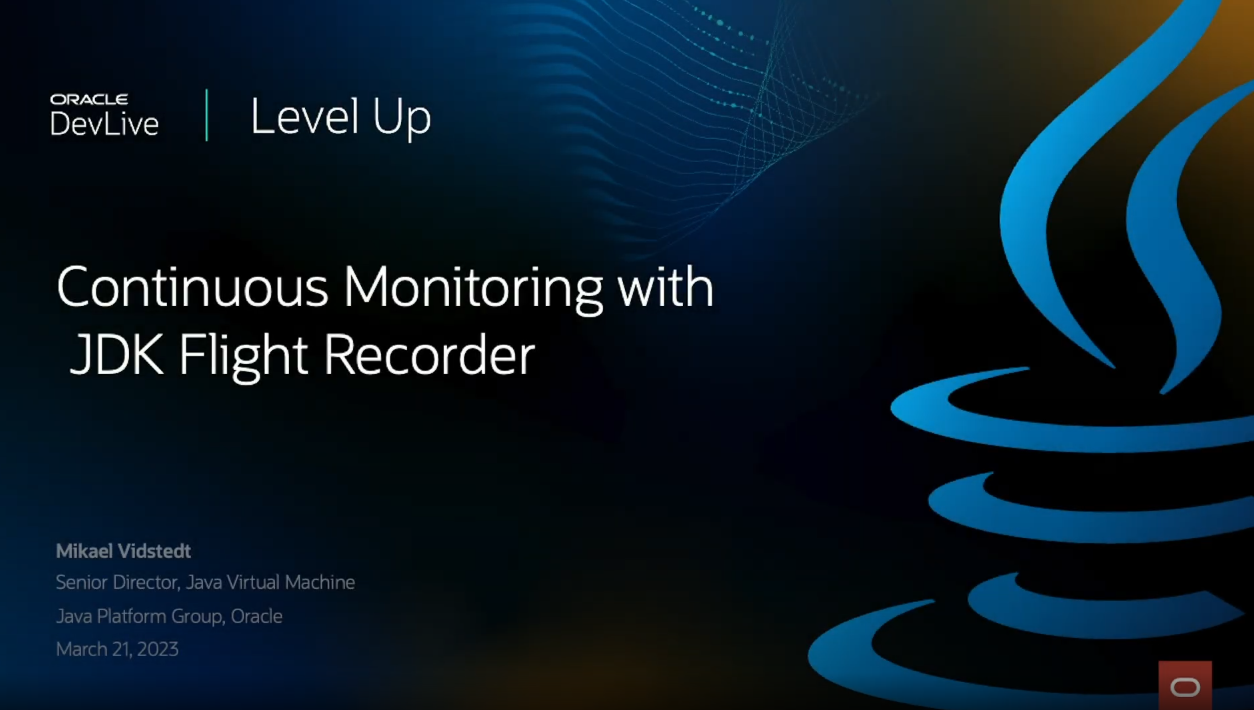 ORACLE
DevLive
Level Up
Continuous Monitoring with
JDK Flight Recorder
Mikael Vidstedt
Senior Director, Java Virtual Machine
Java Platform Group, Oracle
March 21, 2023